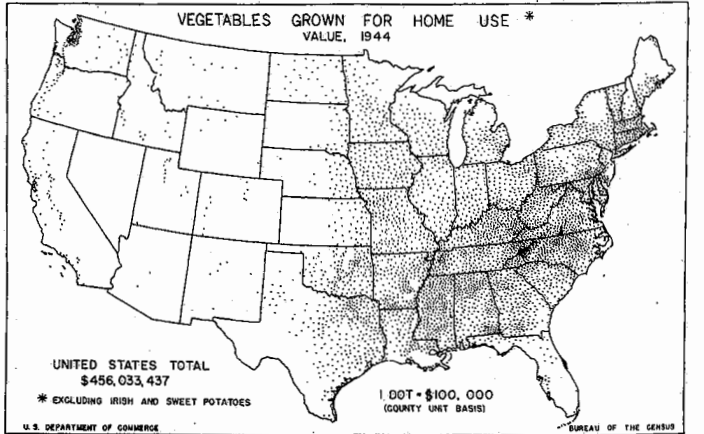 VEGETABLES GROWN FOR HOME USE *
VALUE, 1944
UNITED STATES TOTAL
$456,033,437
* EXCLUDING IRISH AND SWEET POTATOES
1 DOT = $100,000
(COUNTY UNIT BASIS)
U. S. DEPARTMENT OF COMMERCE
BUREAU OF THE CENSUS